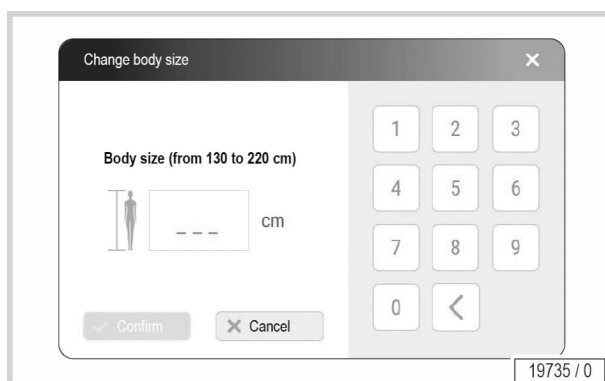 Change body size
Body size (from 130 to 220 cm)
_ _ _ cm
Confirm
Cancel
1 2 3
4 5 6
7 8 9
0
19735 / 0